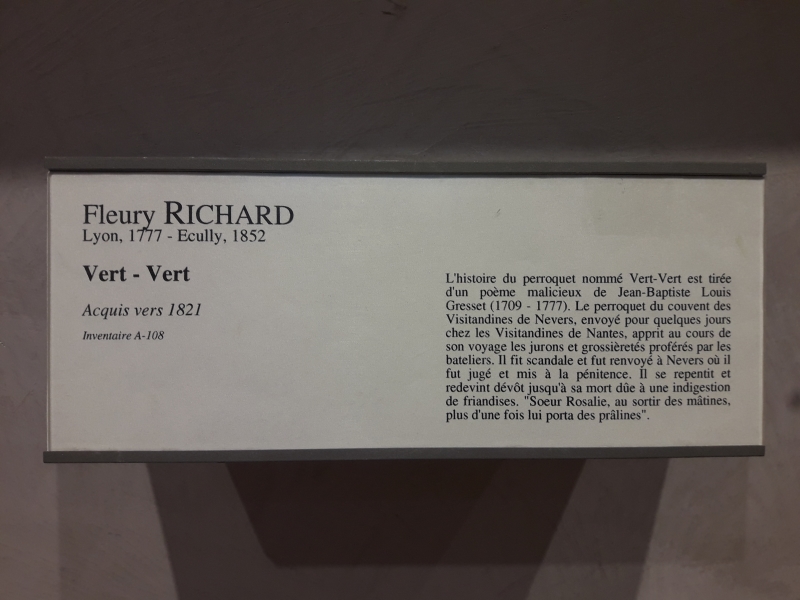 Fleury RICHARD
Lyon, 1777 - Ecully, 1852
Vert - Vert
Acquis vers 1821
Inventaire A-108
L'histoire du perroquet nommé Vert-Vert est tirée
d'un poème malicieux de Jean-Baptiste Louis
Gresset (1709 - 1777). Le perroquet du couvent des
Visitandines de Nevers, envoyé pour quelques jours
chez les Visitandines de Nantes, apprit au cours de
son voyage les jurons et grossièretés proférés par les
bateliers. Il fit scandale et fut renvoyé à Nevers où il
fut jugé et mis à la pénitence. Il se repentit et
redevint dévôt jusqu'à sa mort dûe à une indigestion
de friandises. "Soeur Rosalie, au sortir des mâtines,
plus d'une fois lui porta des prâlines".